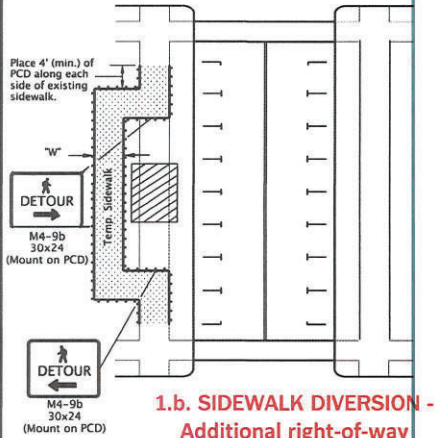 Place 4' (min.) of
PCD along each
side of existing
sidewalk.
"W"
Temp. Sidewalk
DETOUR
M4-9b
30x24
(Mount on PCD)
DETOUR
M4-9b
30x24
(Mount on PCD)
1.b. SIDEWALK DIVERSION -
Additional right-of-way